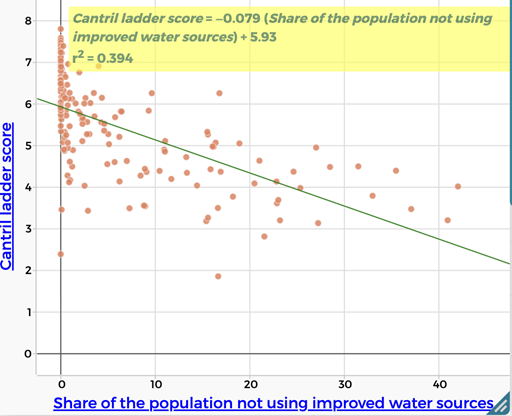 Cantril ladder score = −0.079 (Share of the population not using
improved water sources) + 5.93
r² = 0.394
8
7
6
5
4
3
2
1
0
Cantril ladder score
0 10 20 30 40
Share of the population not using improved water sources